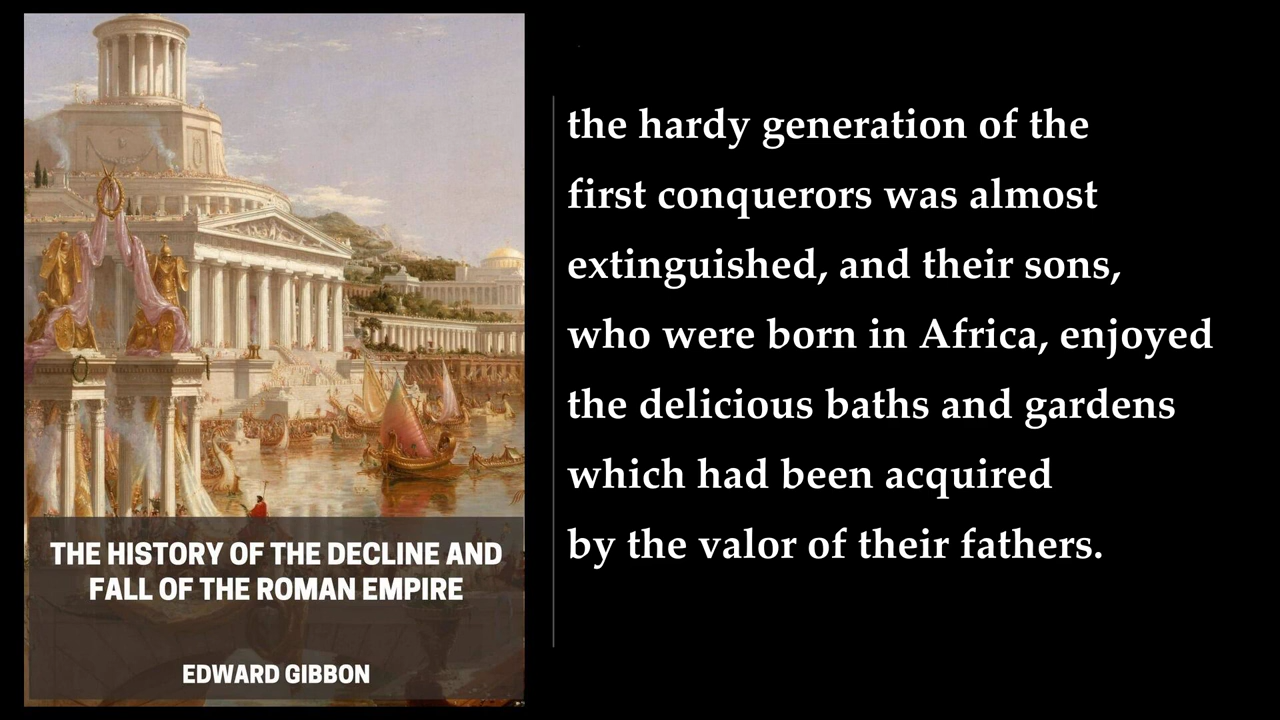 THE HISTORY OF THE DECLINE AND
FALL OF THE ROMAN EMPIRE
EDWARD GIBBON
the hardy generation of the
first conquerors was almost
extinguished, and their sons,
who were born in Africa, enjoyed
the delicious baths and gardens
which had been acquired
by the valor of their fathers.